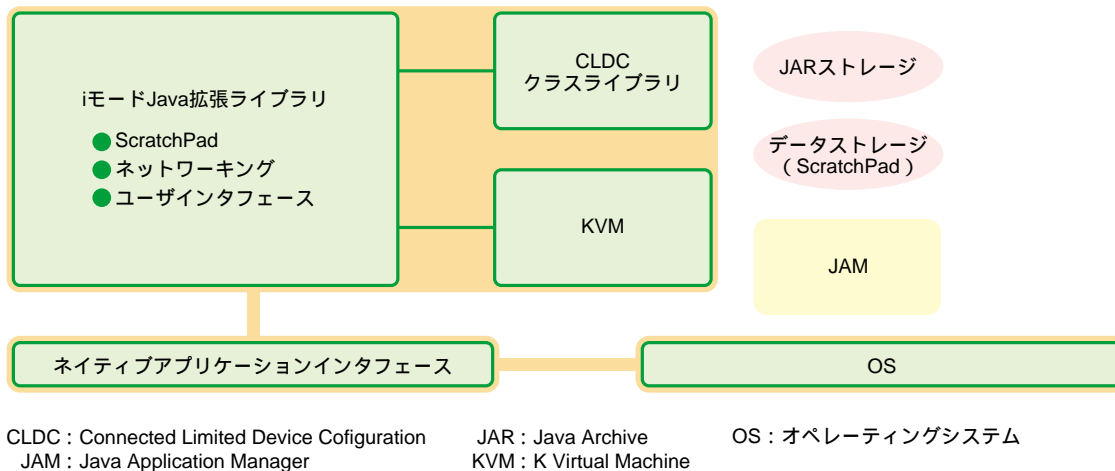 iモードJava拡張ライブラリ
ScratchPad
ネットワーキング
ユーザインタフェース
CLDC
クラスライブラリ
KVM
JARストレージ
データストレージ
（ScratchPad）
JAM
ネイティブアプリケーションインタフェース
OS
CLDC：Connected Limited Device Cofiguration
JAR：Java Archive
OS：オペレーティングシステム
JAM：Java Application Manager
KVM：K Virtual Machine